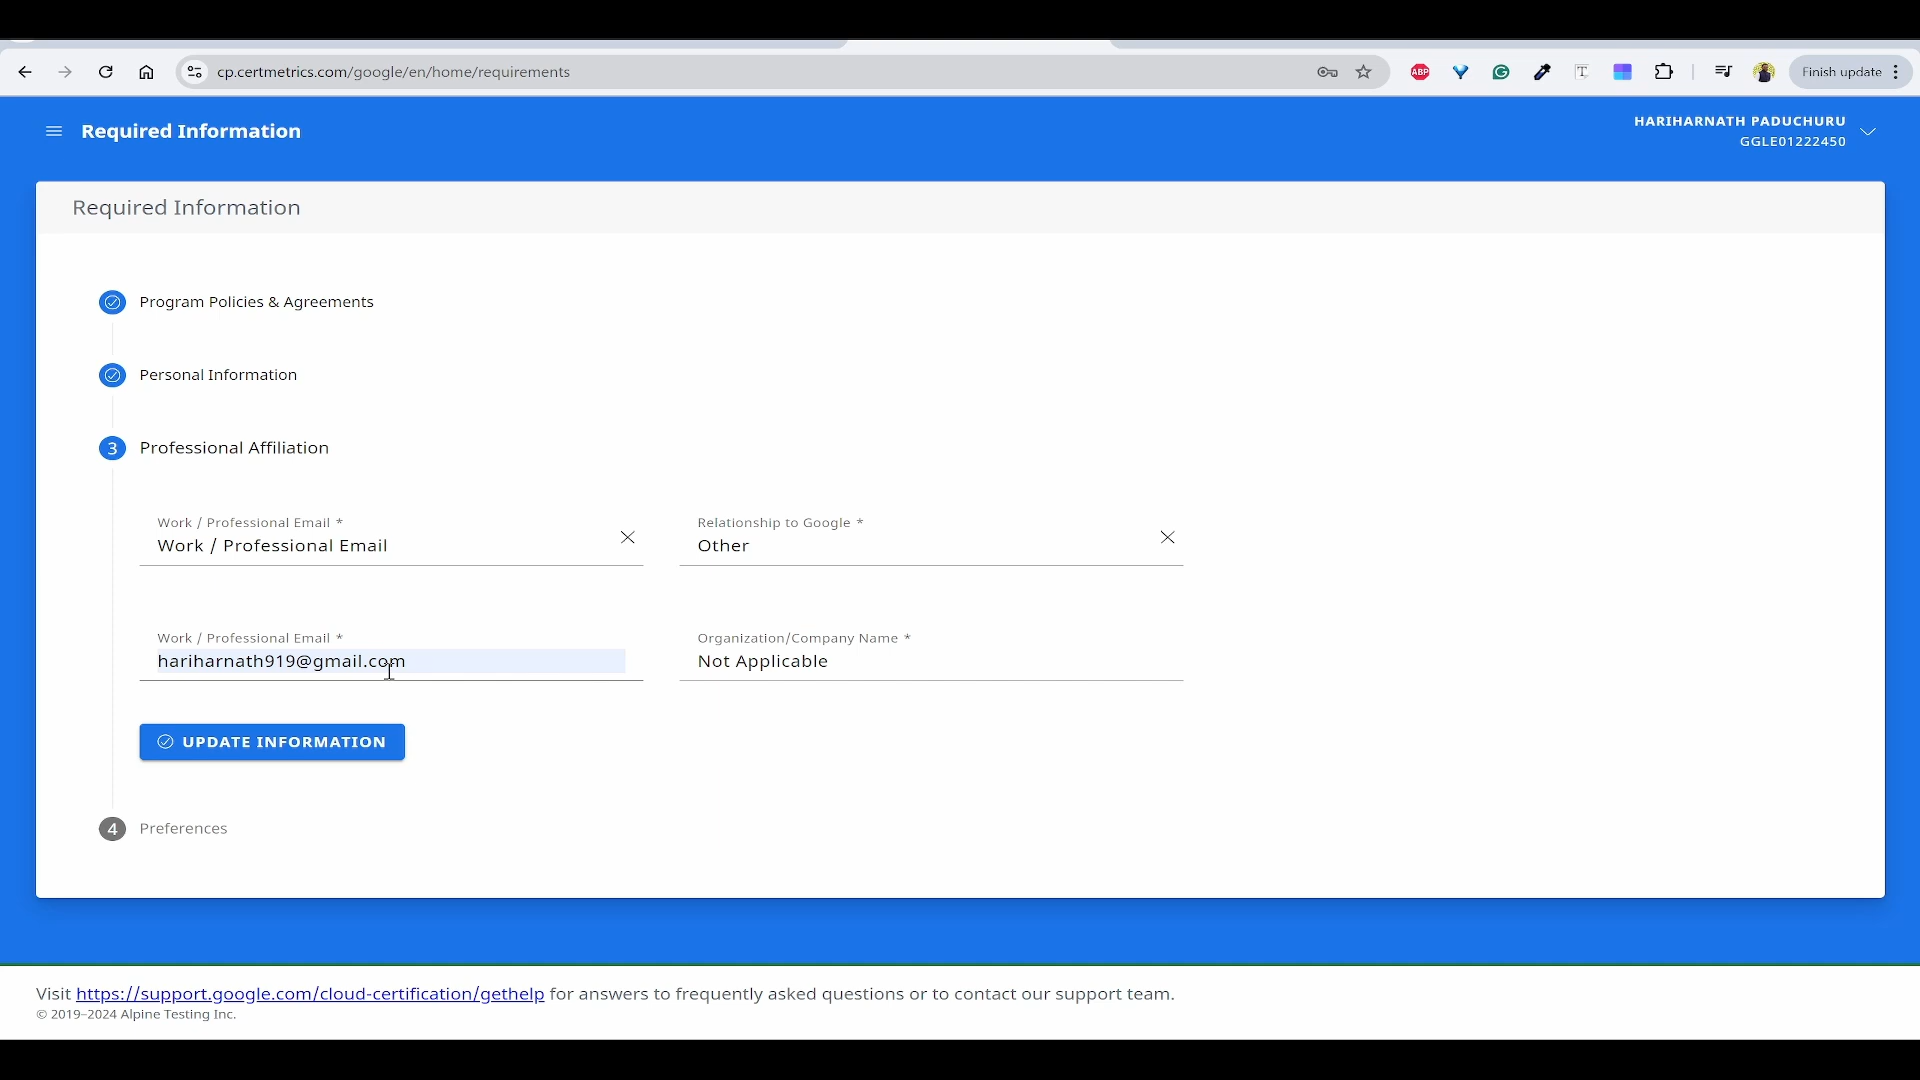 cp.certmetrics.com/google/en/home/requirements
ABP
T
Finish update
Required Information
HARIHARNATH PADUCHURU
GGLE01222450
Required Information
Program Policies & Agreements
Personal Information
3 Professional Affiliation
Work / Professional Email *
Work / Professional Email
Relationship to Google *
Other
Work / Professional Email *
hariharnath919@gmail.com
Organization/Company Name *
Not Applicable
UPDATE INFORMATION
4 Preferences
Visit https://support.google.com/cloud-certification/gethelp for answers to frequently asked questions or to contact our support team.
© 2019–2024 Alpine Testing Inc.